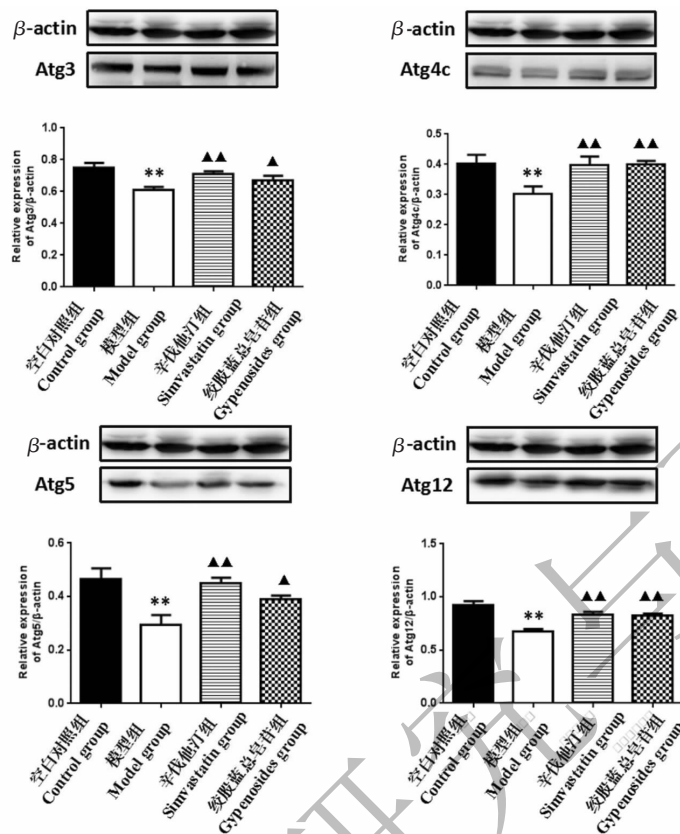 β-actin
Atg3
Relative expression
of Atg3/β-actin
0.8
0.6
0.4
0.2
0.0
**
▲▲
▲
空白对照组
Control group
模型组
Model group
辛伐他汀组
Simvastatin group
绞股蓝总皂苷组
Gypenosides group
β-actin
Atg4c
Relative expression
of Atg4c/β-actin
0.5
0.4
0.3
0.2
0.1
0.0
**
▲▲
▲▲
空白对照组
Control group
模型组
Model group
辛伐他汀组
Simvastatin group
绞股蓝总皂苷组
Gypenosides group
β-actin
Atg5
Relative expression
of Atg5/β-actin
0.6
0.4
0.2
0.0
**
▲▲
▲
空白对照组
Control group
模型组
Model group
辛伐他汀组
Simvastatin group
绞股蓝总皂苷组
Gypenosides group
β-actin
Atg12
Relative expression
of Atg12/β-actin
1.5
1.0
0.5
0.0
**
▲▲
▲▲
空白对照组
Control group
模型组
Model group
辛伐他汀组
Simvastatin group
绞股蓝总皂苷组
Gypenosides group